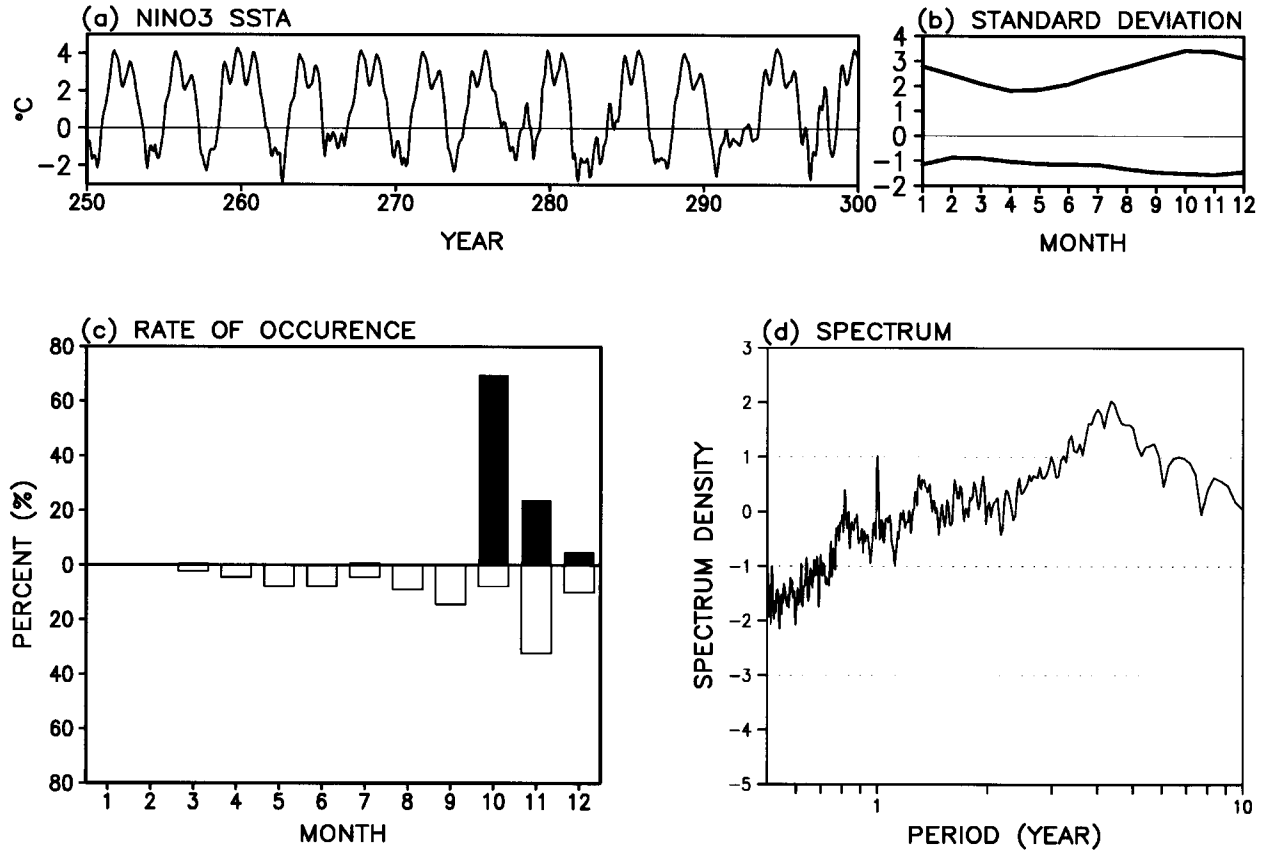 (a) NINO3 SSTA
4
2
0
−2
°C
250 260 270 280 290 300
YEAR
(b) STANDARD DEVIATION
4
3
2
1
0
−1
−2
1 2 3 4 5 6 7 8 9 10 11 12
MONTH
(c) RATE OF OCCURENCE
80
60
40
20
0
20
40
60
80
PERCENT (%)
1 2 3 4 5 6 7 8 9 10 11 12
MONTH
(d) SPECTRUM
3
2
1
0
−1
−2
−3
−4
−5
SPECTRUM DENSITY
1 10
PERIOD (YEAR)